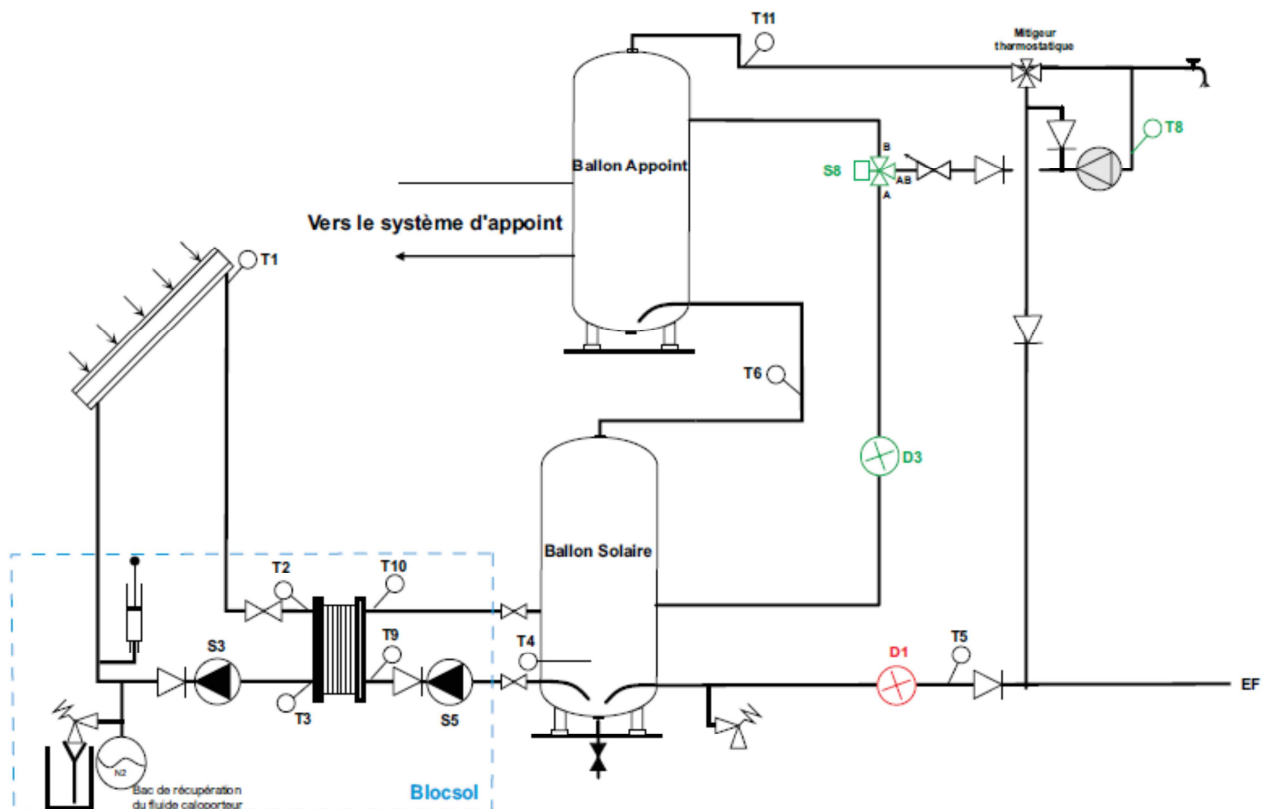 T11
Mitigeur
thermostatique
T8
Ballon Appoint
B
S8
AB
A
Vers le système d'appoint
T1
T6
D3
Ballon Solaire
T2
T10
S3
T9
T4
D1
T5
EF
T3
S5
N2
Bac de récupération
du fluide caloporteur
Blocsol